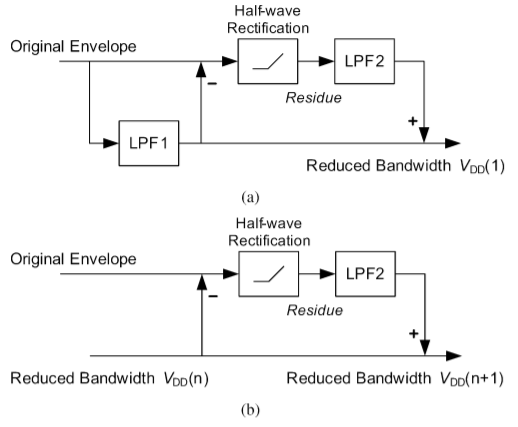 Half-wave
Rectification
Original Envelope
LPF2
−
Residue
+
LPF1
Reduced Bandwidth V_DD(1)
(a)
Half-wave
Rectification
Original Envelope
LPF2
−
Residue
+
Reduced Bandwidth V_DD(n)
Reduced Bandwidth V_DD(n+1)
(b)